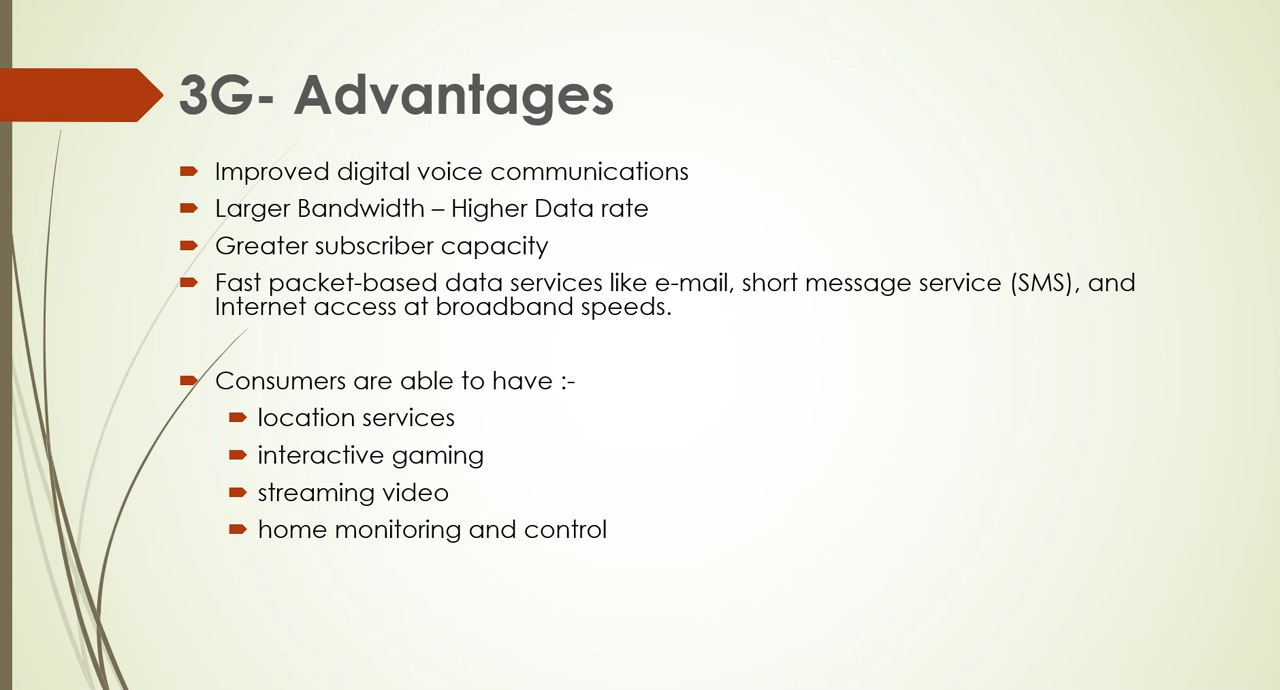 3G- Advantages
Improved digital voice communications
Larger Bandwidth – Higher Data rate
Greater subscriber capacity
Fast packet-based data services like e-mail, short message service (SMS), and
Internet access at broadband speeds.
Consumers are able to have :-
location services
interactive gaming
streaming video
home monitoring and control